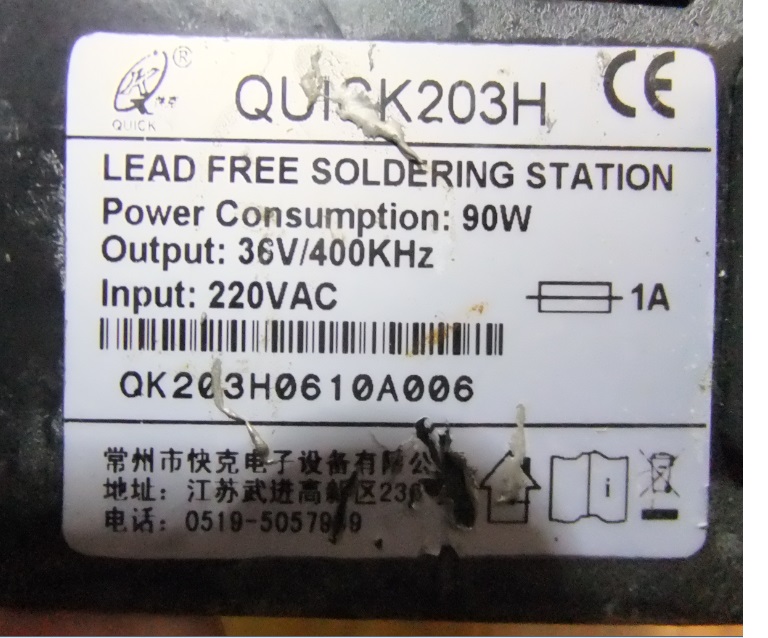 QUICK
®
QUICK203H
CE
LEAD FREE SOLDERING STATION
Power Consumption: 90W
Output: 36V/400KHz
Input: 220VAC
1A
QK203H0610A006
常州市快克电子设备有限公
地址: 江苏武进高新区
电话:
i